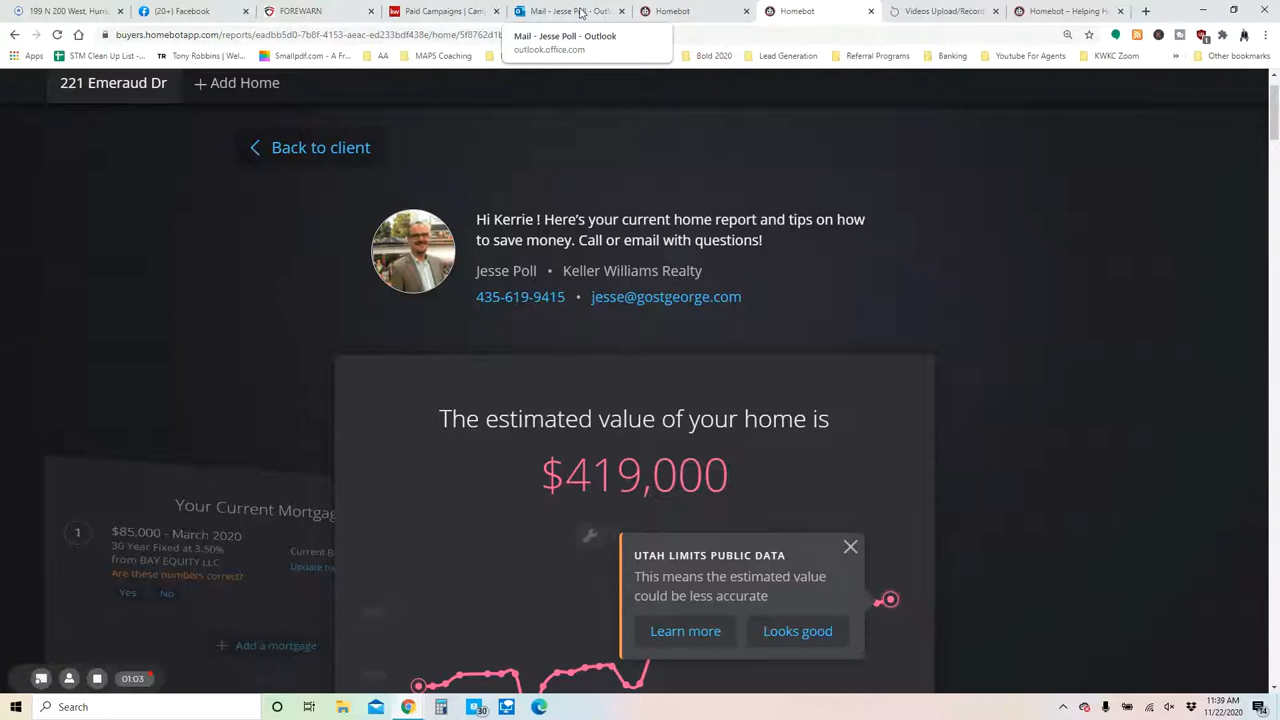 199 N 200 West, Hurri
(20+) Facebook
FOREWARN
Paid Campaigns | Cam
Mail - Jesse Poll - Outl
Homebot
Homebot
Videos Upload/Record
Homebot – Helping H
buyers.homebotapp.com/reports/eadbb5d0-7b8f-4153-aeac-ed73608e82dc/home/5f8762d1b
Mail - Jesse Poll - Outlook
outlook.office.com
Apps
STM Clean Up List -
Tony Robbins | Wel
Smallpdf.com - A Fr
AA
MAPS Coaching
Bold 2020
Lead Generation
Referral Programs
Banking
Youtube For Agents
KWKC Zoom
»
Other bookmarks
221 Emeraud Dr
+ Add Home
Back to client
Hi Kerrie ! Here's your current home report and tips on how
to save money. Call or email with questions!
Jesse Poll • Keller Williams Realty
435-619-9415 • jesse@gostgeorge.com
The estimated value of your home is
$419,000
Your Current Mortgag
1
$85,000 - March 2020
30 Year Fixed at 3.50%
from BAY EQUITY LLC
Are these numbers correct?
Yes No
Current B
Update
+ Add a mortgage
UTAH LIMITS PUBLIC DATA
This means the estimated value
could be less accurate
Learn more
Looks good
01:03
Search
30
11:39 AM
11/22/2020
14